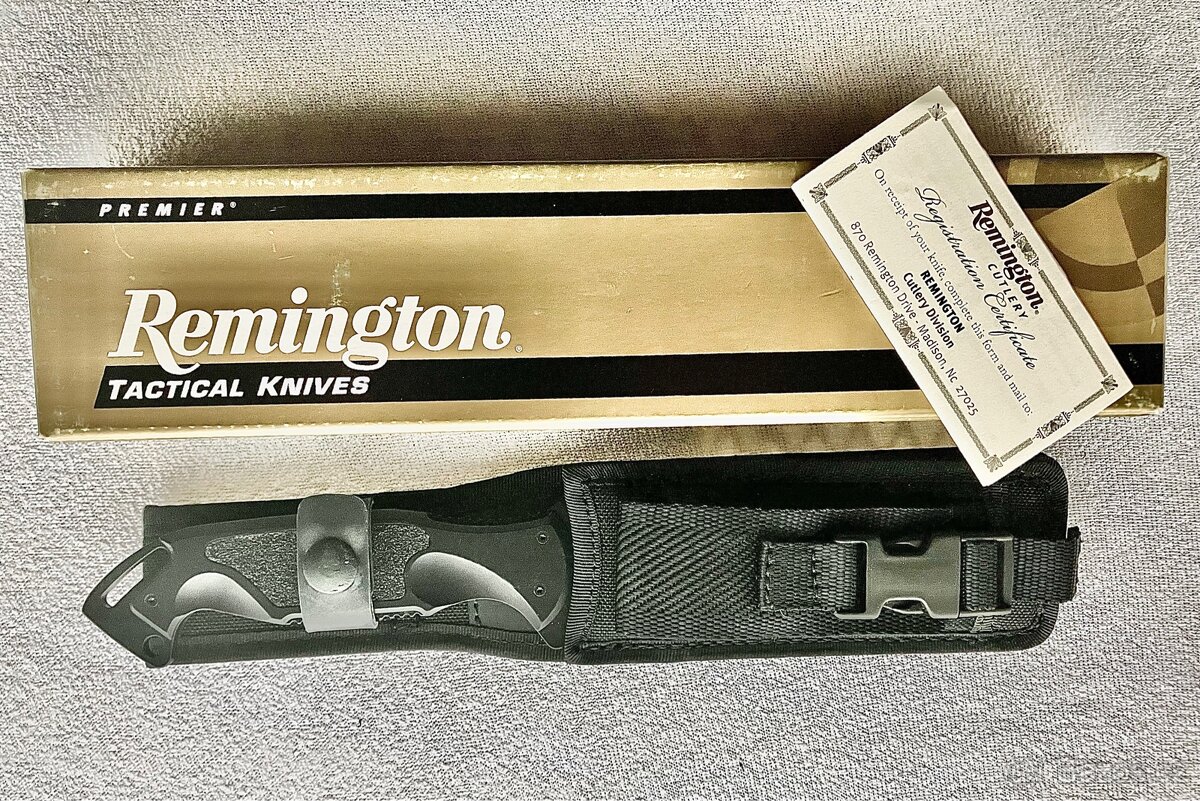 PREMIER®
Remington®
TACTICAL KNIVES
Remington®
CUTLERY
Registration Certificate
On receipt of your knife, complete this form and mail to:
REMINGTON
Cutlery Division
870 Remington Drive - Madison, Nc 27025